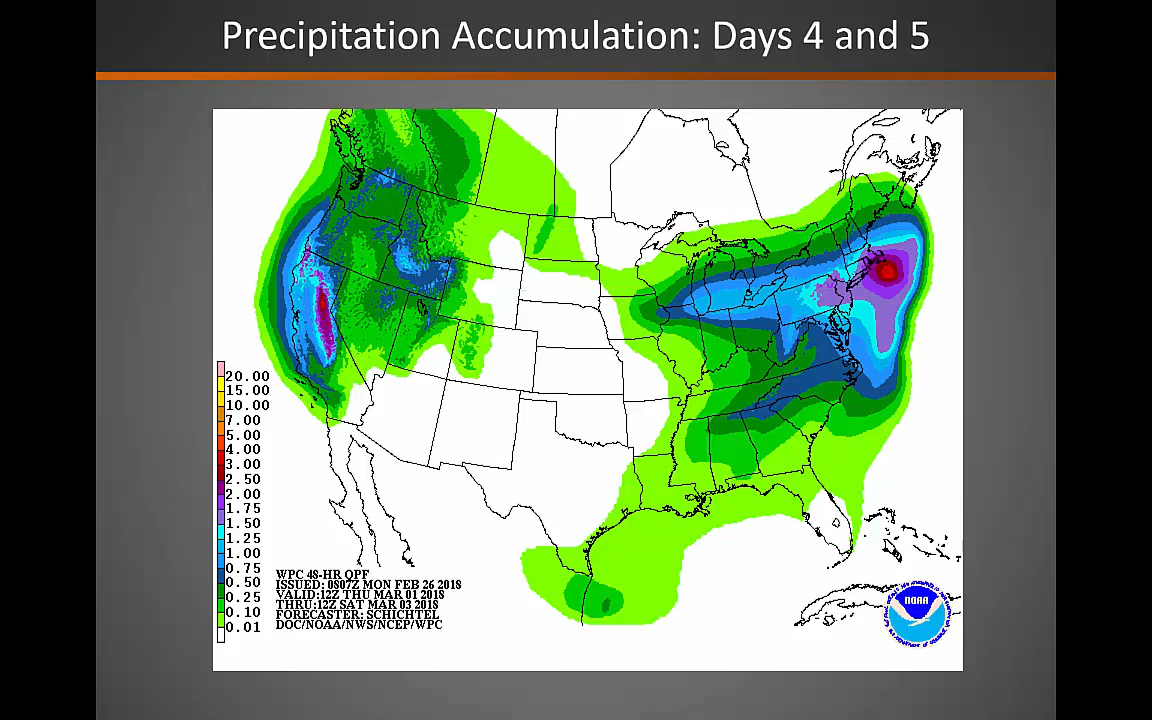 Precipitation Accumulation: Days 4 and 5
20.00
15.00
10.00
7.00
5.00
4.00
3.00
2.50
2.00
1.75
1.50
1.25
1.00
0.75
0.50
0.25
0.10
0.01
WPC 48-HR QPF
ISSUED: 0807Z MON FEB 26 2018
VALID:12Z THU MAR 01 2018
THRU:12Z SAT MAR 03 2018
FORECASTER: SCHICHTEL
DOC/NOAA/NWS/NCEP/WPC
NOAA